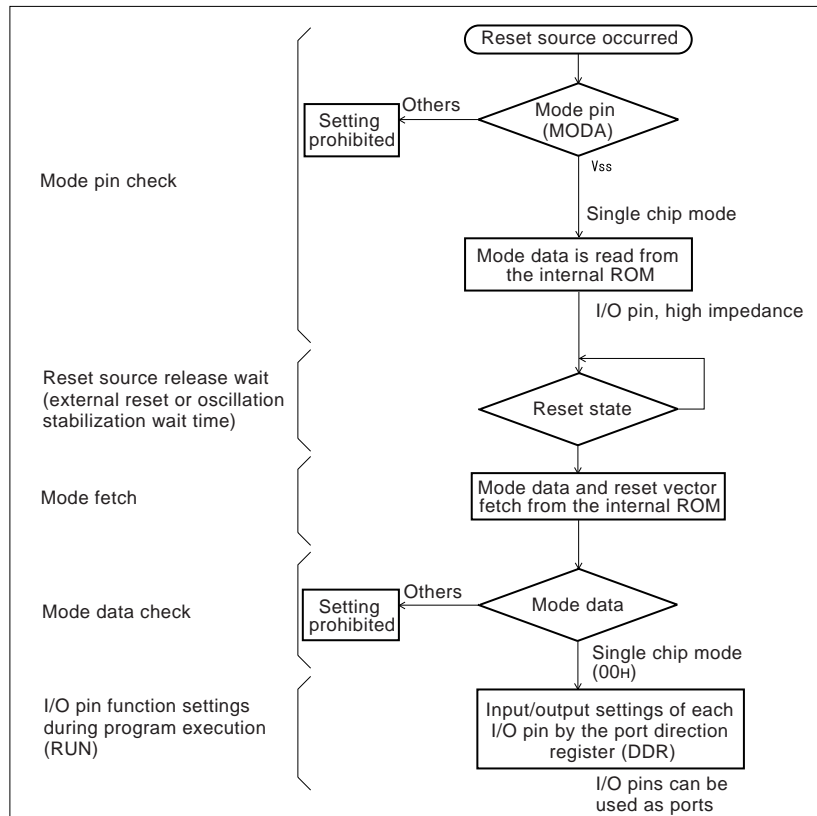 Reset source occurred
Others
Mode pin
(MODA)
Setting
prohibited
Vss
Mode pin check
Single chip mode
Mode data is read from
the internal ROM
I/O pin, high impedance
Reset source release wait
(external reset or oscillation
stabilization wait time)
Reset state
Mode fetch
Mode data and reset vector
fetch from the internal ROM
Others
Mode data check
Setting
prohibited
Mode data
Single chip mode
(00H)
I/O pin function settings
during program execution
(RUN)
Input/output settings of each
I/O pin by the port direction
register (DDR)
I/O pins can be
used as ports